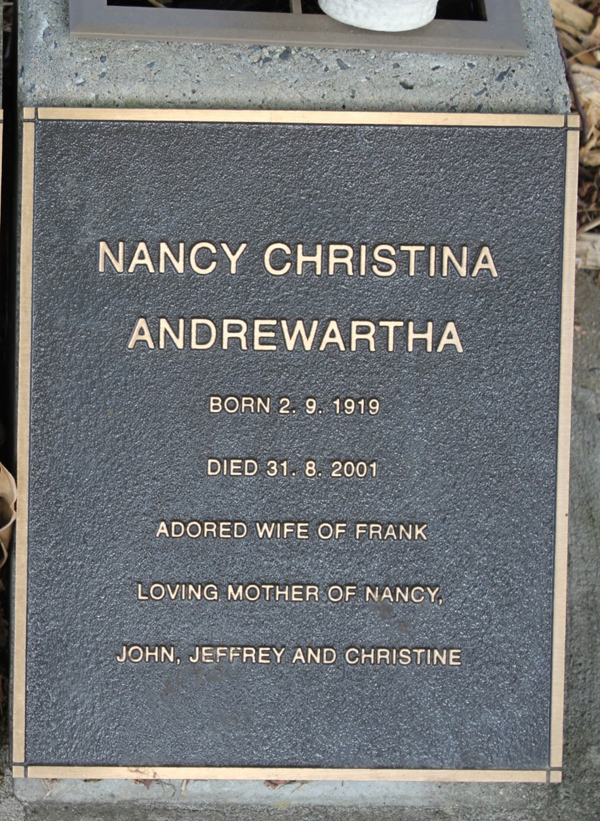 NANCY CHRISTINA
ANDREWARTHA
BORN 2. 9. 1919
DIED 31. 8. 2001
ADORED WIFE OF FRANK
LOVING MOTHER OF NANCY,
JOHN, JEFFREY AND CHRISTINE